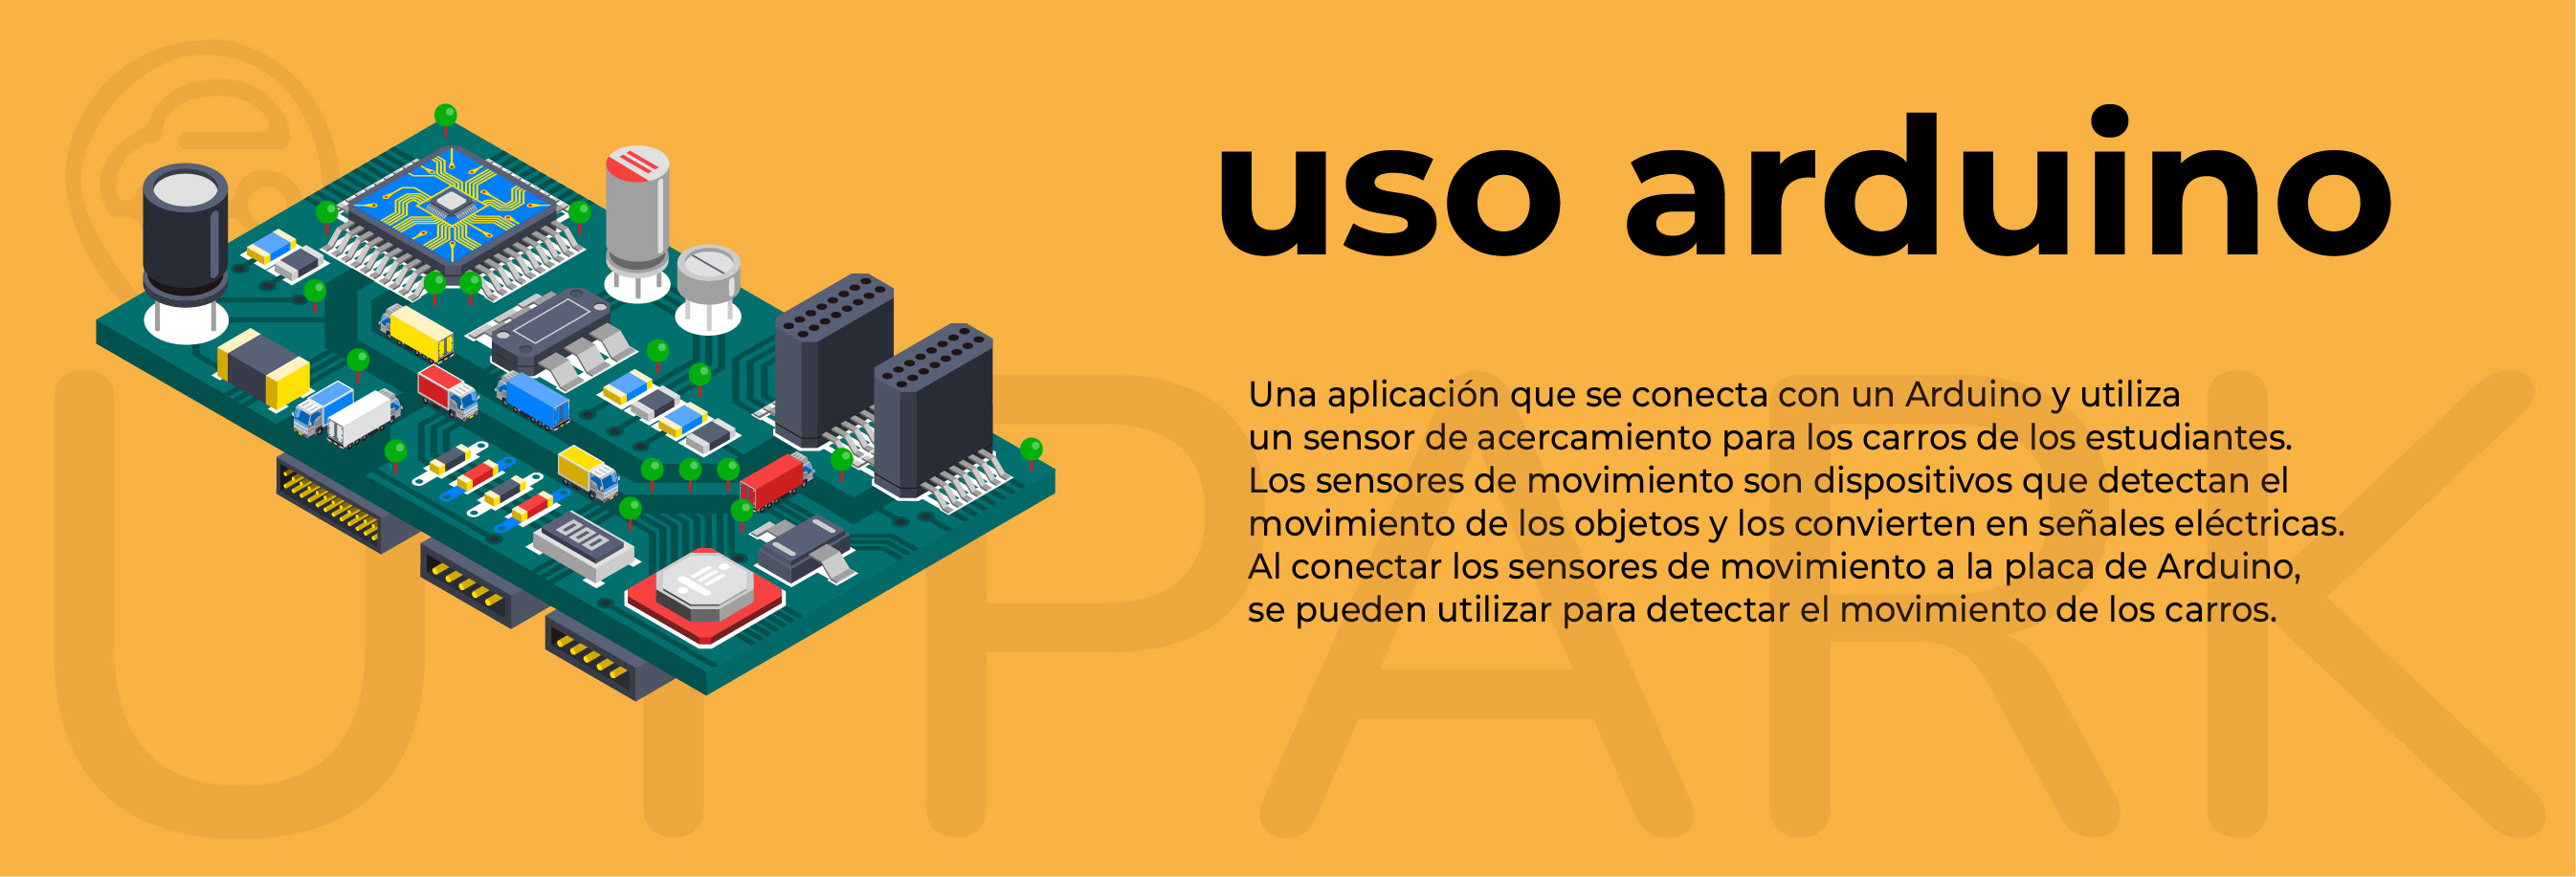 uso arduino
Una aplicación que se conecta con un Arduino y utiliza
un sensor de acercamiento para los carros de los estudiantes.
Los sensores de movimiento son dispositivos que detectan el
movimiento de los objetos y los convierten en señales eléctricas.
Al conectar los sensores de movimiento a la placa de Arduino,
se pueden utilizar para detectar el movimiento de los carros.
UTPARK